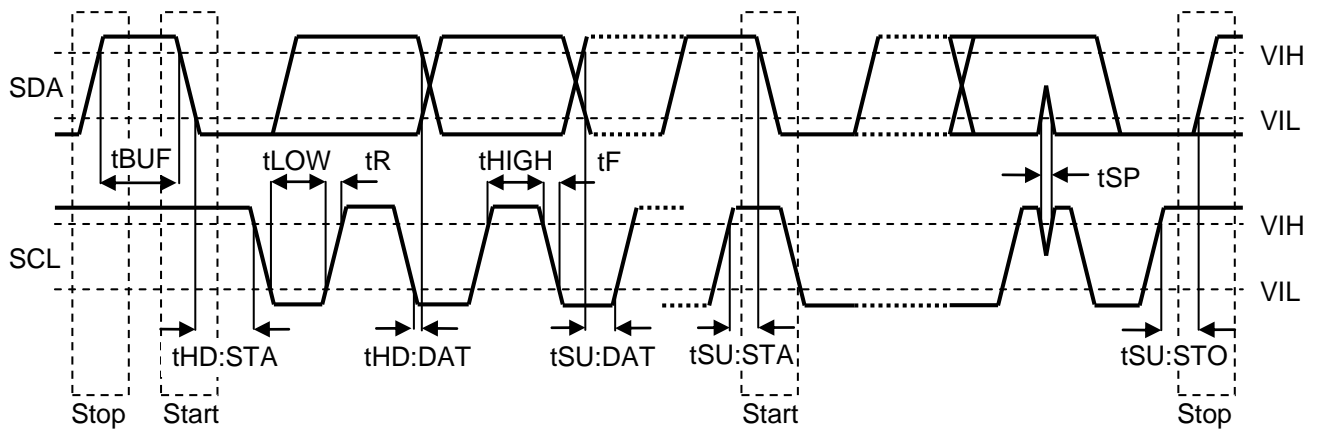 VIH
SDA
VIL
tBUF
tLOW
tR
tHIGH
tF
tSP
VIH
SCL
VIL
tHD:STA
tHD:DAT
tSU:DAT
tSU:STA
tSU:STO
Stop
Start
Start
Stop